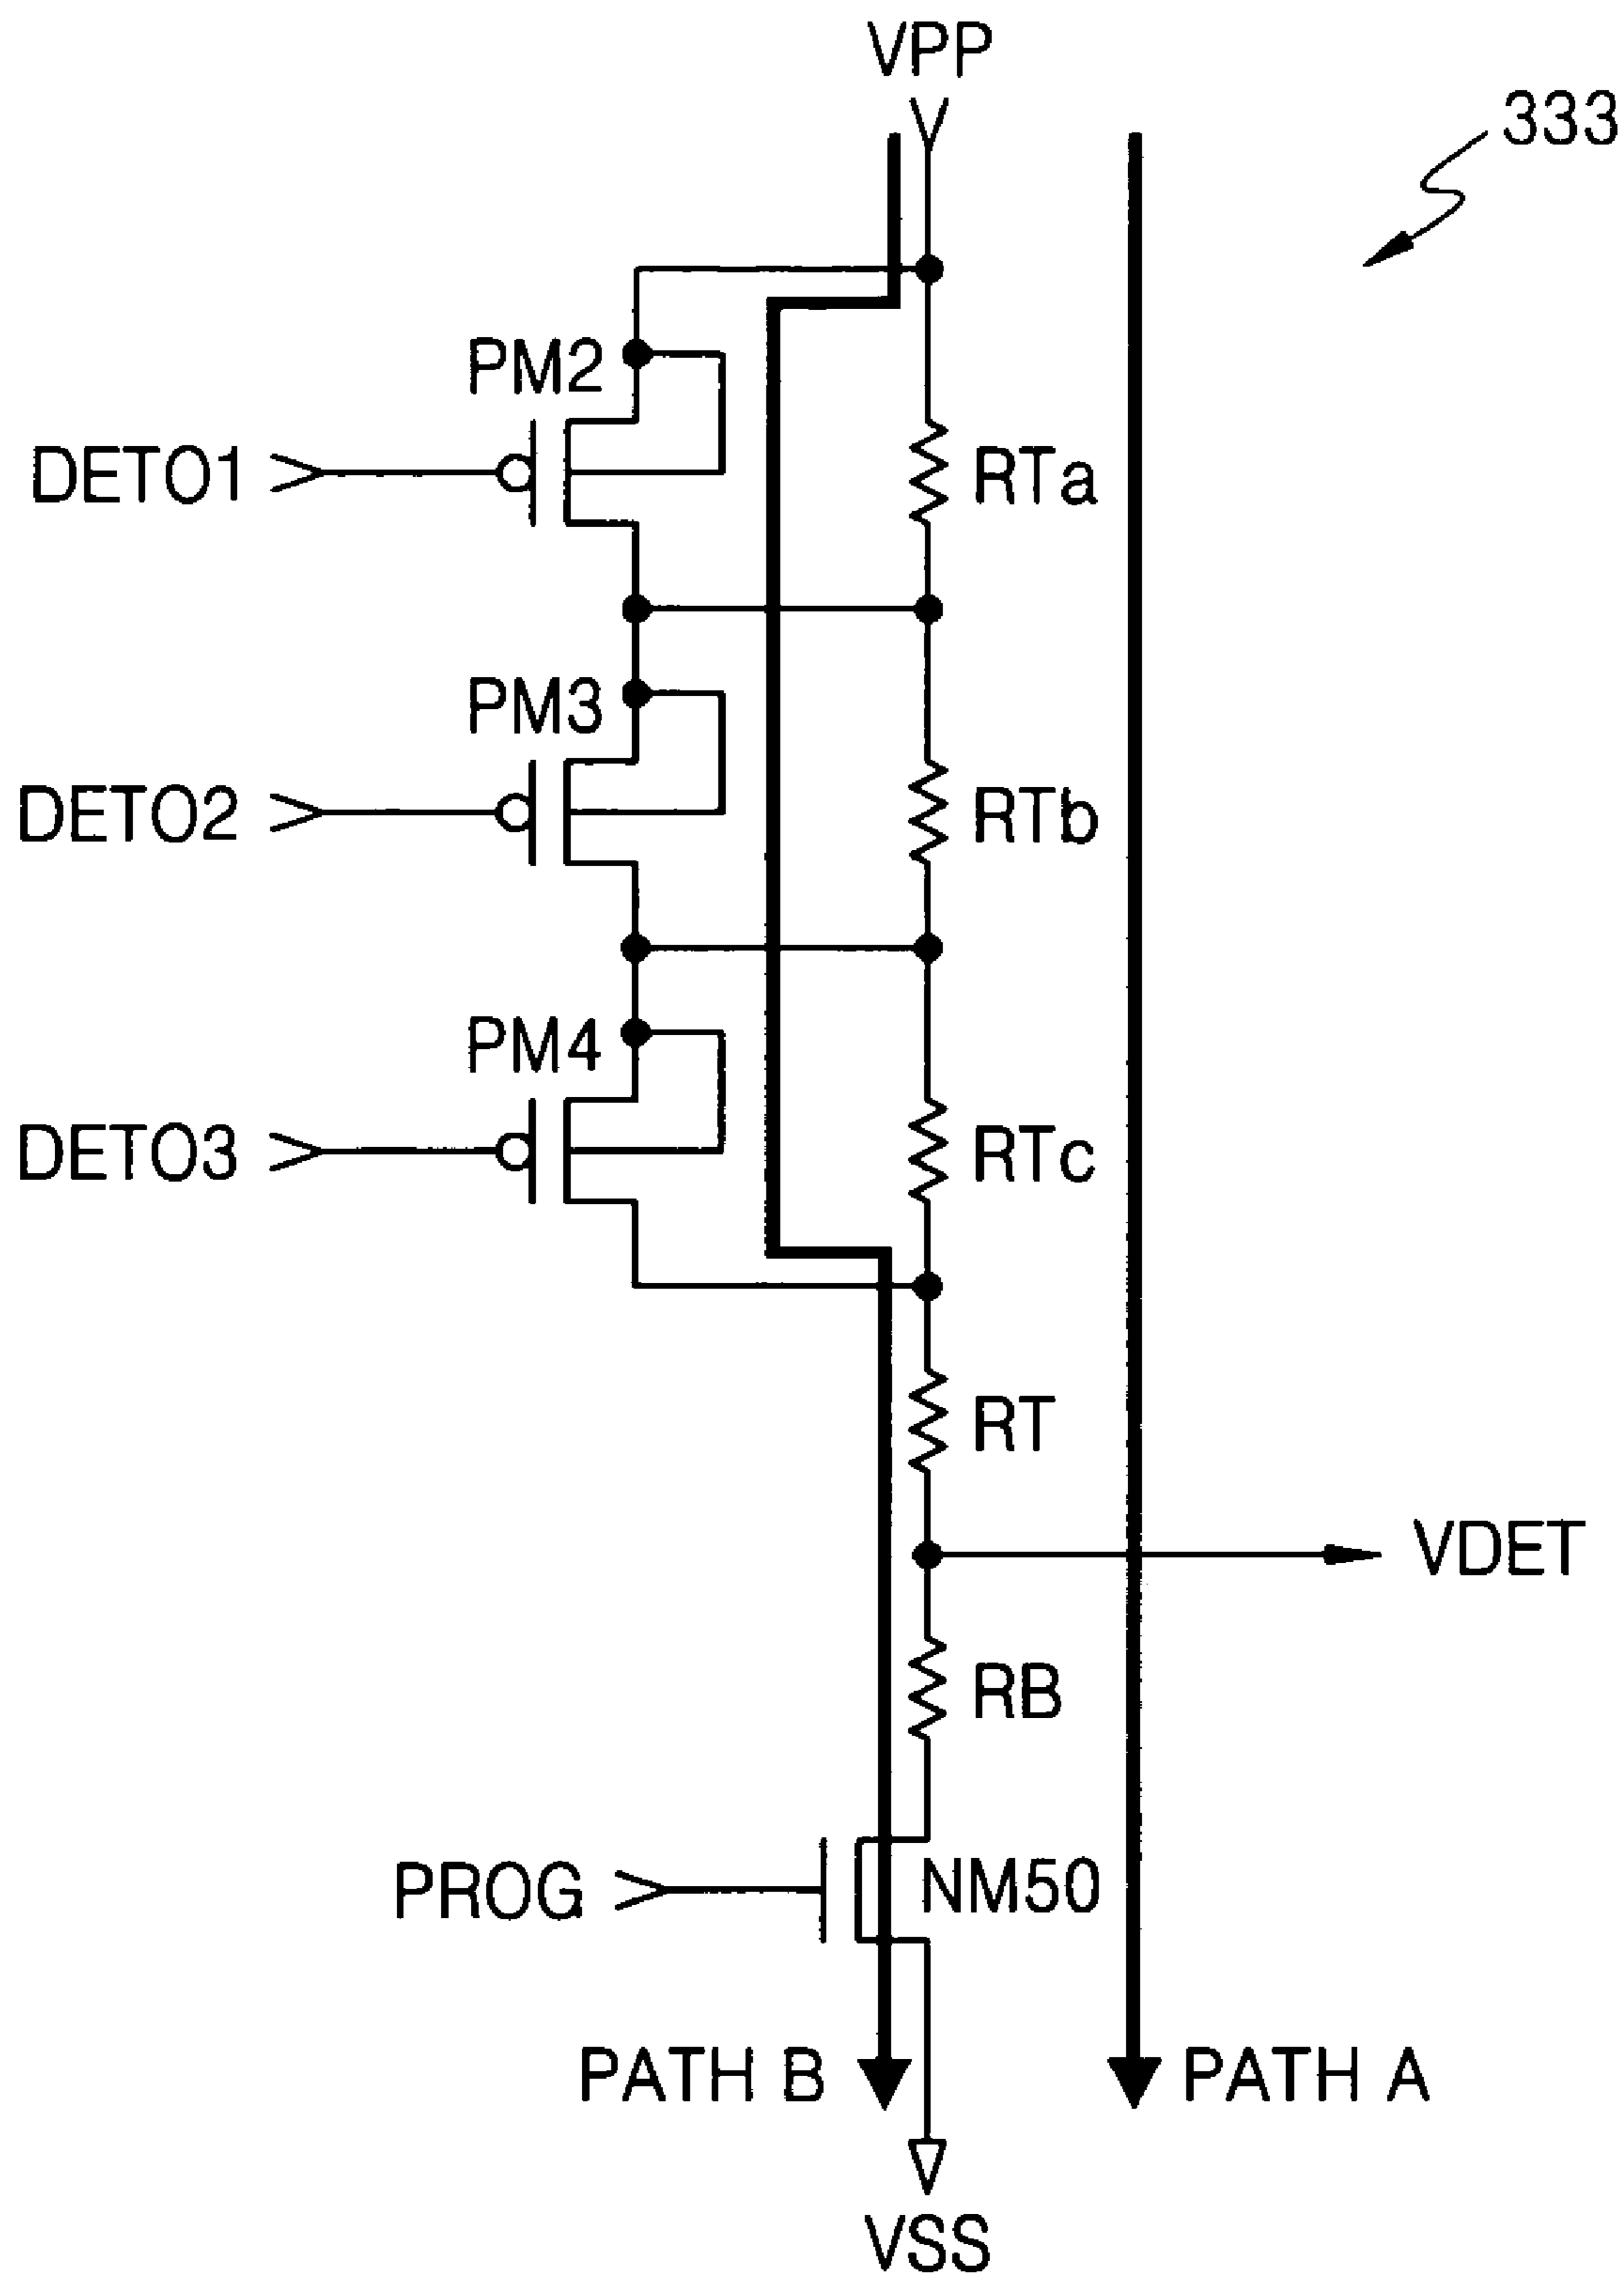 VPP
333
PM2
DETO1
RTa
PM3
DETO2
RTb
PM4
DETO3
RTc
RT
VDET
RB
PROG
NM50
PATH B
PATH A
VSS